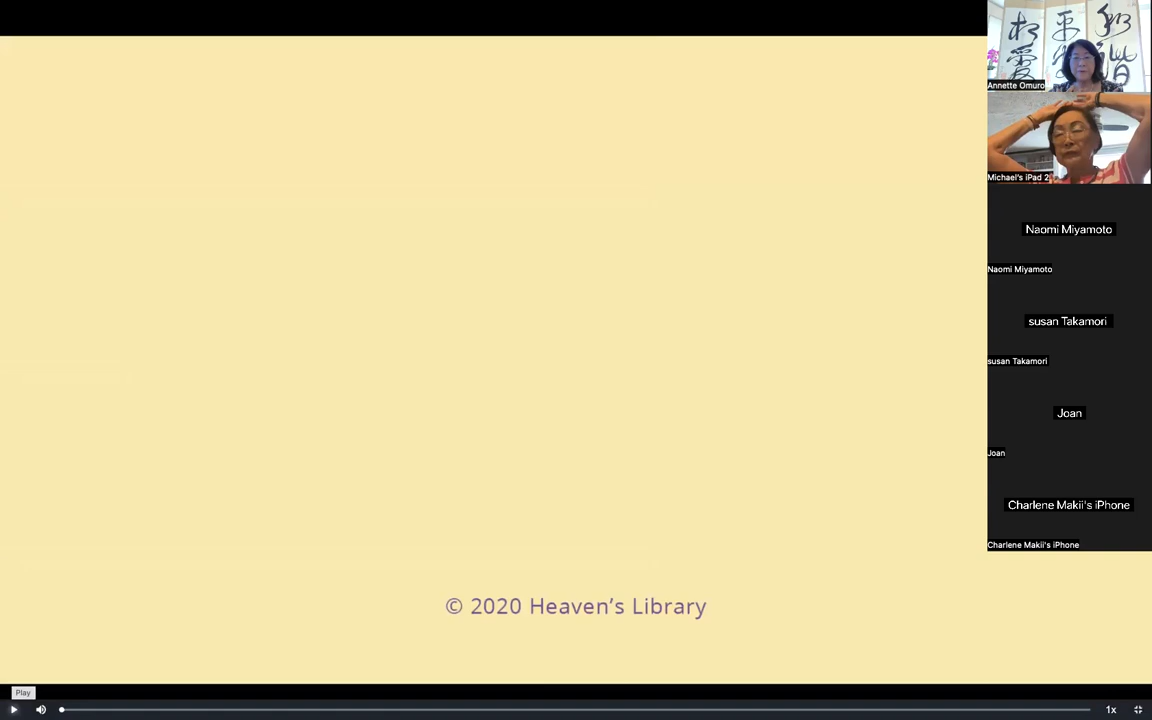 Annette Omuro
Michael's iPad 2
Naomi Miyamoto
Naomi Miyamoto
susan Takamori
susan Takamori
Joan
Joan
Charlene Makii's iPhone
Charlene Makii's iPhone
© 2020 Heaven’s Library
Play
1x